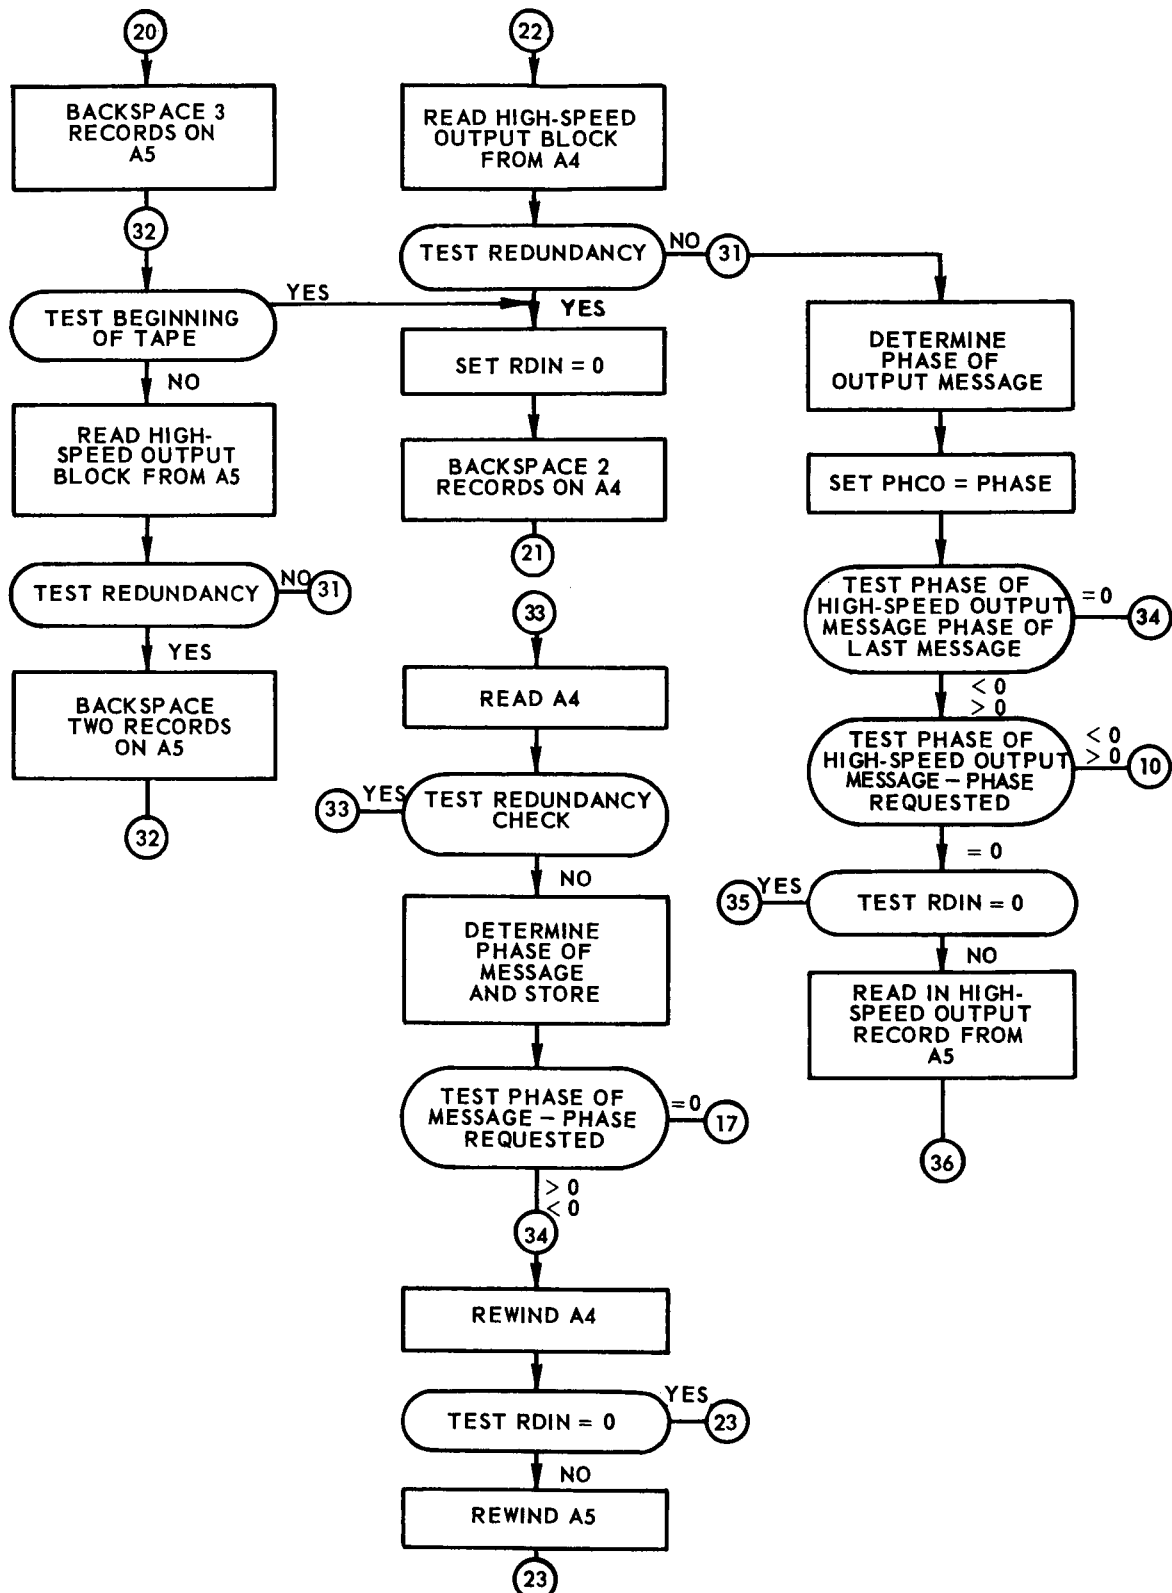 20
BACKSPACE 3
RECORDS ON
A5
32
TEST BEGINNING
OF TAPE
YES
NO
READ HIGH-
SPEED OUTPUT
BLOCK FROM A5
TEST REDUNDANCY
NO
31
YES
BACKSPACE
TWO RECORDS
ON A5
32
22
READ HIGH-SPEED
OUTPUT BLOCK
FROM A4
TEST REDUNDANCY
NO
31
YES
SET RDIN = 0
BACKSPACE 2
RECORDS ON A4
21
33
READ A4
TEST REDUNDANCY
CHECK
YES
33
NO
DETERMINE
PHASE OF
MESSAGE
AND STORE
TEST PHASE OF
MESSAGE – PHASE
REQUESTED
=0
17
> 0
< 0
34
REWIND A4
TEST RDIN = 0
YES
23
NO
REWIND A5
23
DETERMINE
PHASE OF
OUTPUT MESSAGE
SET PHCO = PHASE
TEST PHASE OF
HIGH-SPEED OUTPUT
MESSAGE PHASE OF
LAST MESSAGE
= 0
34
< 0
> 0
TEST PHASE OF
HIGH-SPEED OUTPUT
MESSAGE – PHASE
REQUESTED
< 0
> 0
10
= 0
TEST RDIN = 0
YES
35
NO
READ IN HIGH-
SPEED OUTPUT
RECORD FROM
A5
36